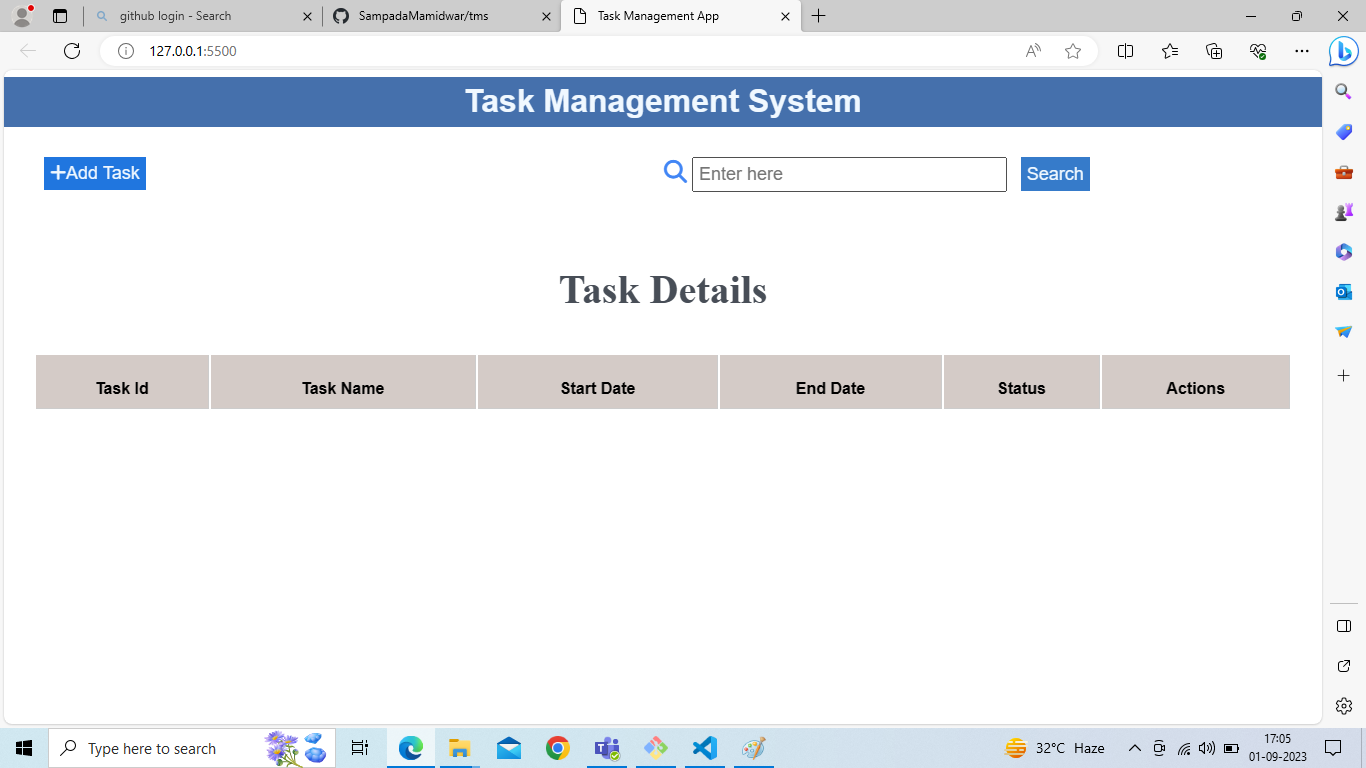 github login - Search
SampadaMamidwar/tms
Task Management App
127.0.0.1:5500
Task Management System
+Add Task
Enter here
Search
Task Details
Task Id
Task Name
Start Date
End Date
Status
Actions
Type here to search
32°C Haze
17:05
01-09-2023